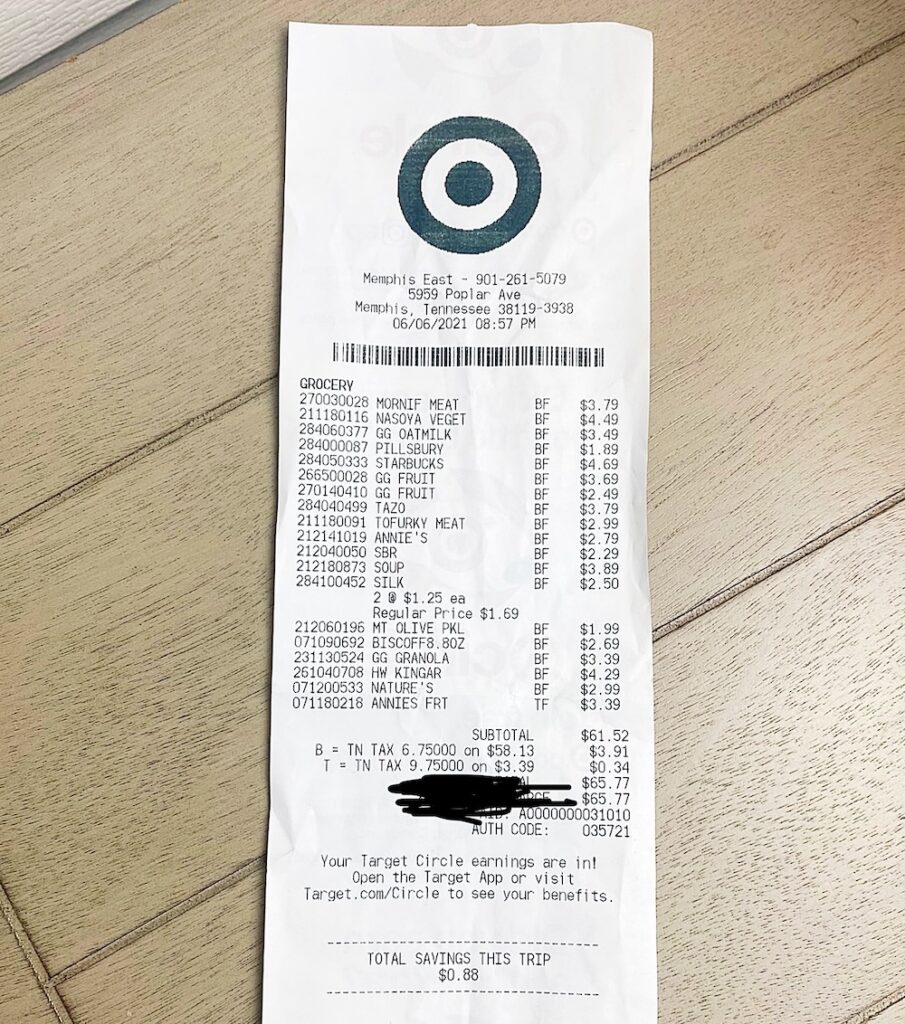 Memphis East - 901-261-5079
5959 Poplar Ave
Memphis, Tennessee 38119-3938
06/06/2021 08:57 PM
GROCERY
270030028 MORNIF MEAT BF $3.79
211180116 NASOYA VEGET BF $4.49
284060377 GG OATMILK BF $3.49
284000087 PILLSBURY BF $1.89
284050333 STARBUCKS BF $4.69
266500028 GG FRUIT BF $3.69
270140410 GG FRUIT BF $2.49
284040499 TAZO BF $3.79
211180091 TOFURKY MEAT BF $2.99
212141019 ANNIE'S BF $2.79
212040050 SBR BF $2.29
212180873 SOUP BF $3.89
284100452 SILK BF $2.50
2 @ $1.25 ea
Regular Price $1.69
212060196 MT OLIVE PKL BF $1.99
071090692 BISCOFF8.8OZ BF $2.69
231130524 GG GRANOLA BF $3.39
261040708 HW KINGAR BF $4.29
071200533 NATURE'S BF $2.99
071180218 ANNIES FRT TF $3.39
SUBTOTAL $61.52
B = TN TAX 6.75000 on $58.13 $3.91
T = TN TAX 9.75000 on $3.39 $0.34
$65.77
$65.77
A0000000031010
AUTH CODE: 035721
Your Target Circle earnings are in!
Open the Target App or visit
Target.com/Circle to see your benefits.
TOTAL SAVINGS THIS TRIP
$0.88